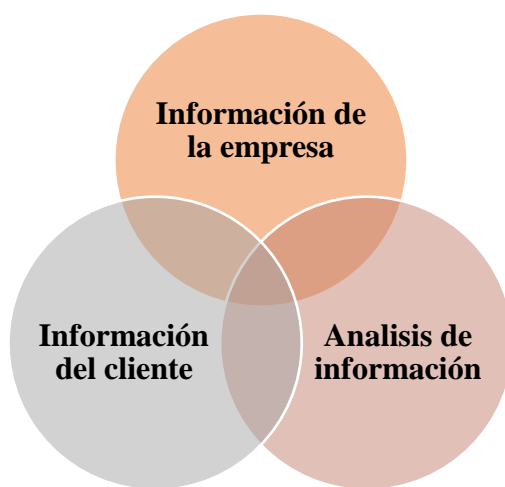 Información de
la empresa
Información
del cliente
Analisis de
información